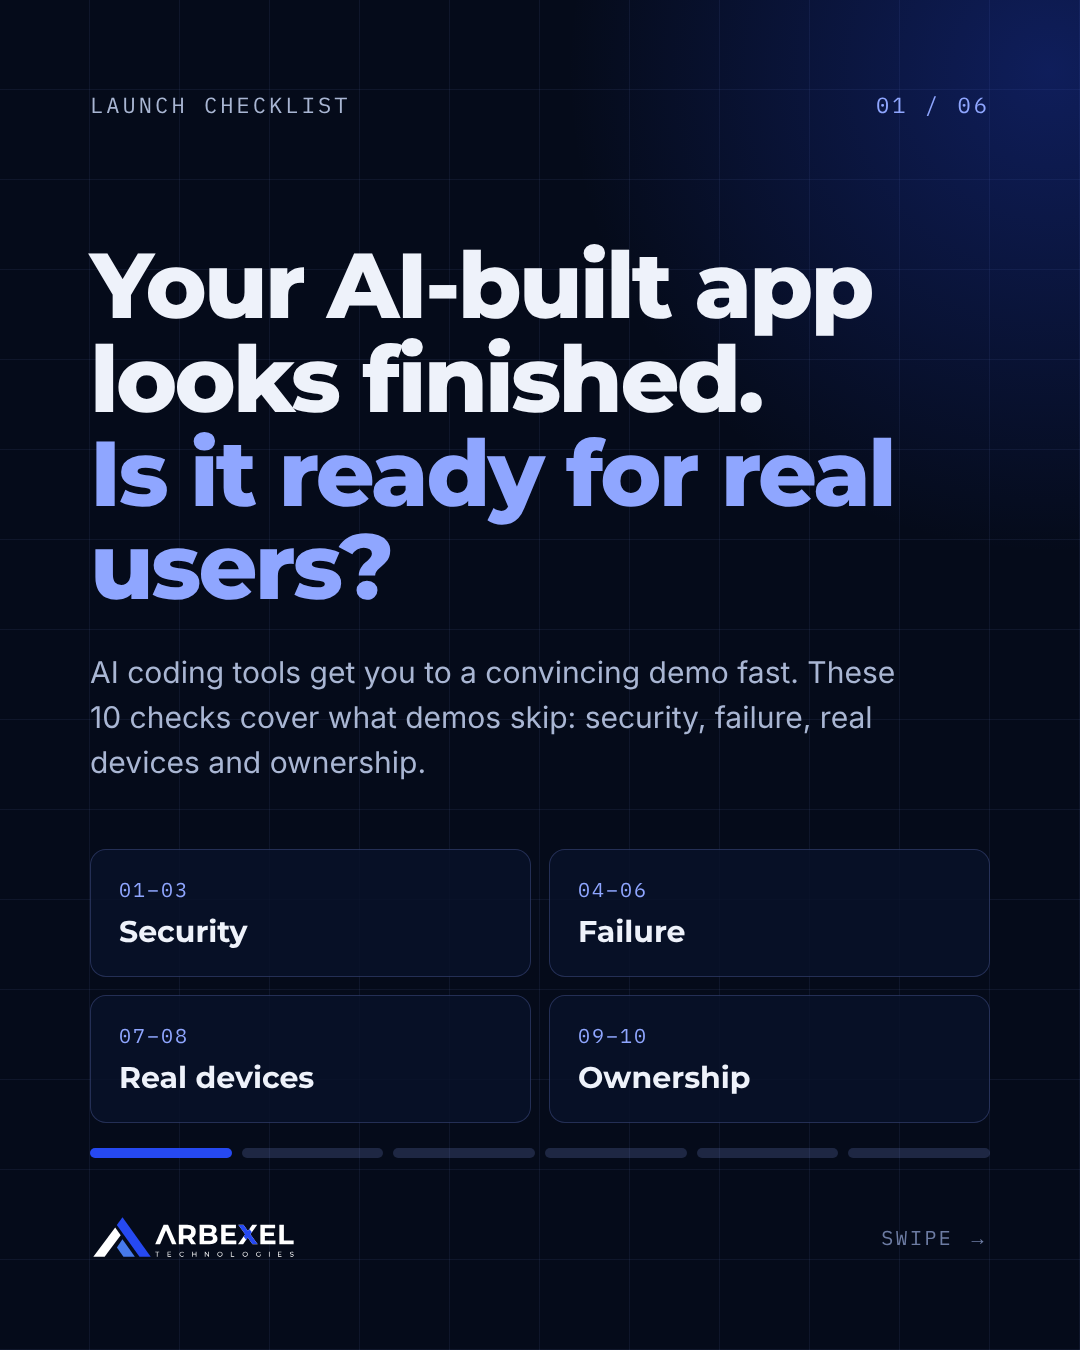 LAUNCH CHECKLIST
01 / 06
Your AI-built app
looks finished.
Is it ready for real
users?
AI coding tools get you to a convincing demo fast. These
10 checks cover what demos skip: security, failure, real
devices and ownership.
01–03
Security
04–06
Failure
07–08
Real devices
09–10
Ownership
ARBEXEL
TECHNOLOGIES
SWIPE →